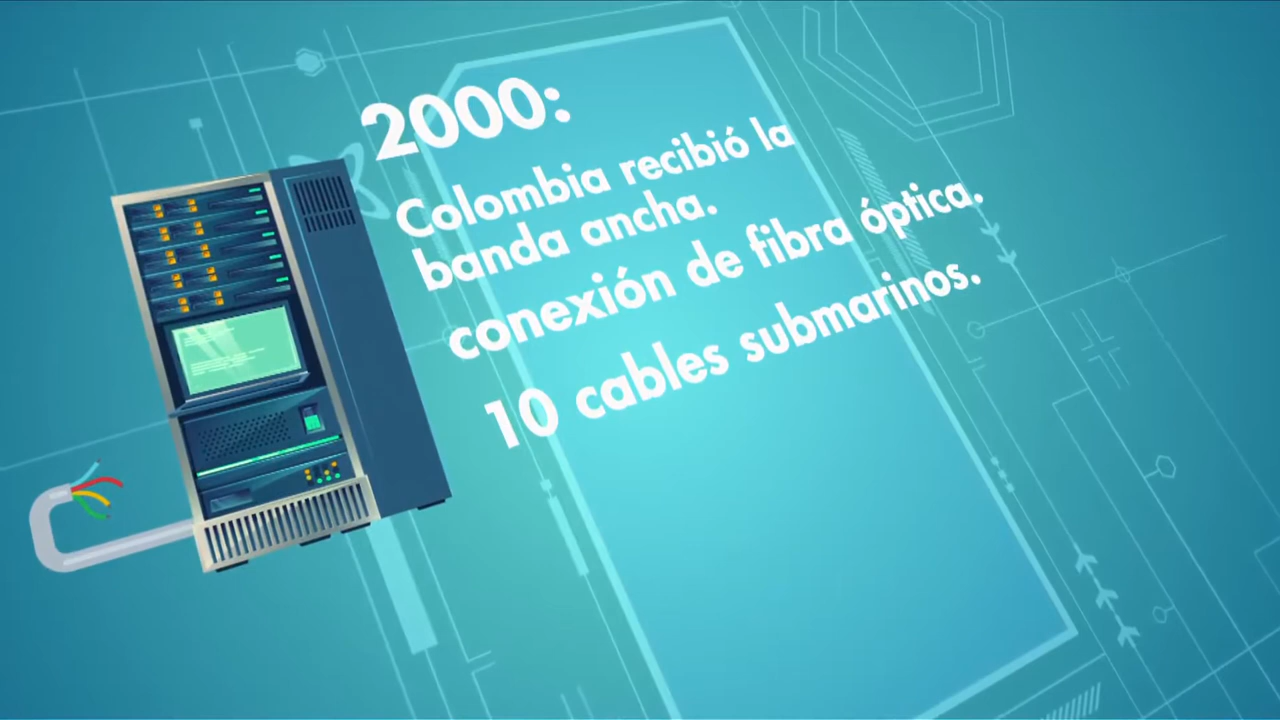 2000:
Colombia recibió la
banda ancha.
conexión de fibra óptica.
10 cables submarinos.